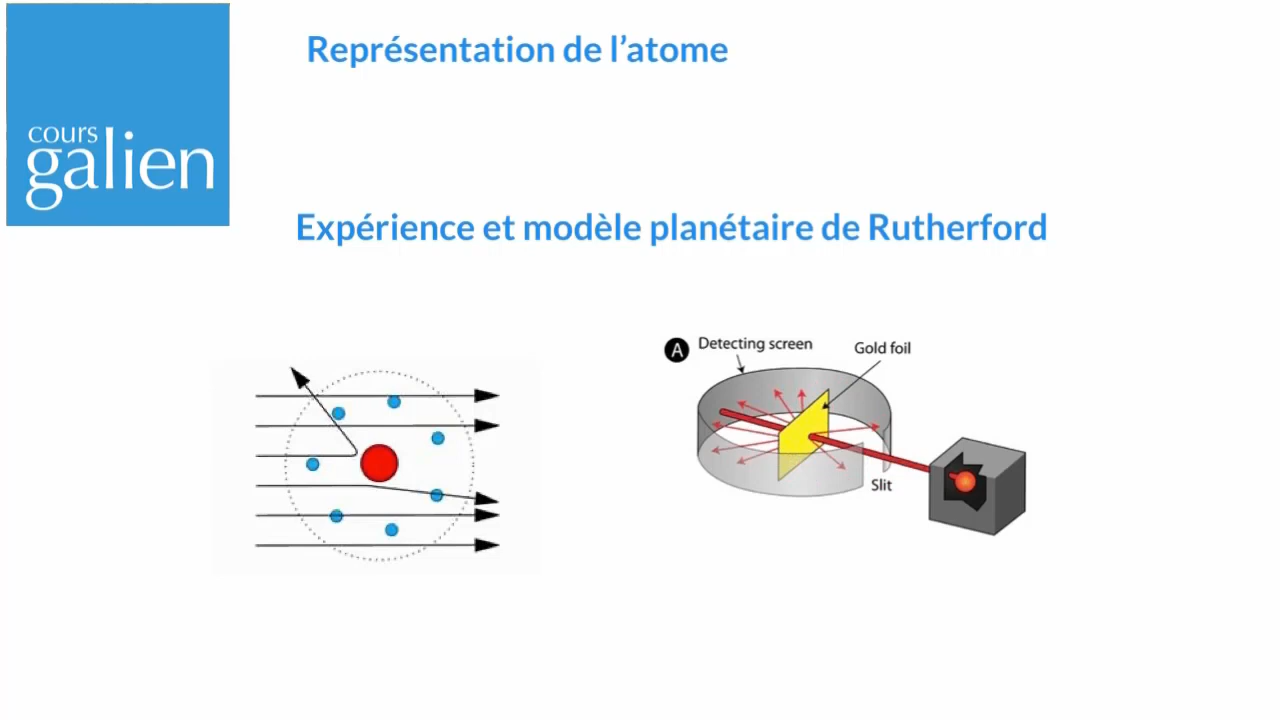 cours
galien
Représentation de l’atome
Expérience et modèle planétaire de Rutherford
A
Detecting screen
Gold foil
Slit